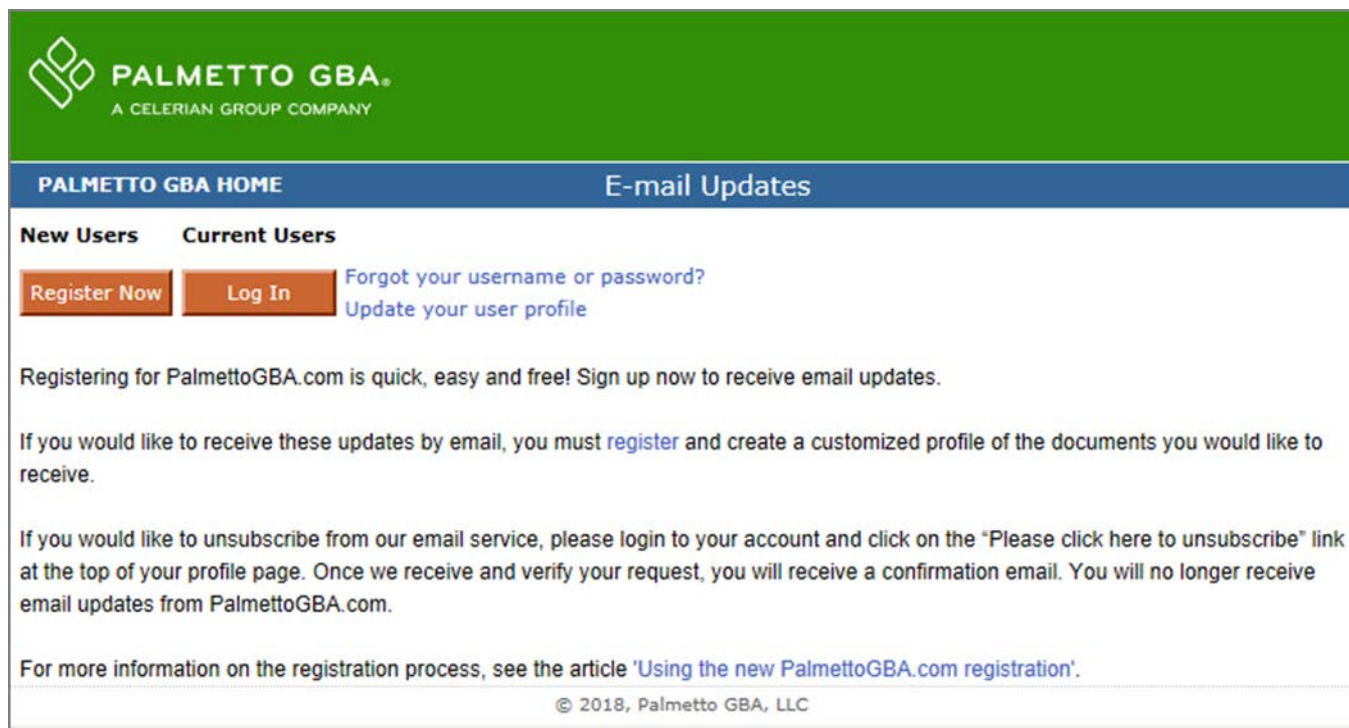 PALMETTO GBA®
A CELERIAN GROUP COMPANY
PALMETTO GBA HOME E-mail Updates
New Users Current Users
Register Now Log In Forgot your username or password?
Update your user profile
Registering for PalmettoGBA.com is quick, easy and free! Sign up now to receive email updates.
If you would like to receive these updates by email, you must register and create a customized profile of the documents you would like to
receive.
If you would like to unsubscribe from our email service, please login to your account and click on the “Please click here to unsubscribe” link
at the top of your profile page. Once we receive and verify your request, you will receive a confirmation email. You will no longer receive
email updates from PalmettoGBA.com.
For more information on the registration process, see the article 'Using the new PalmettoGBA.com registration'.
© 2018, Palmetto GBA, LLC